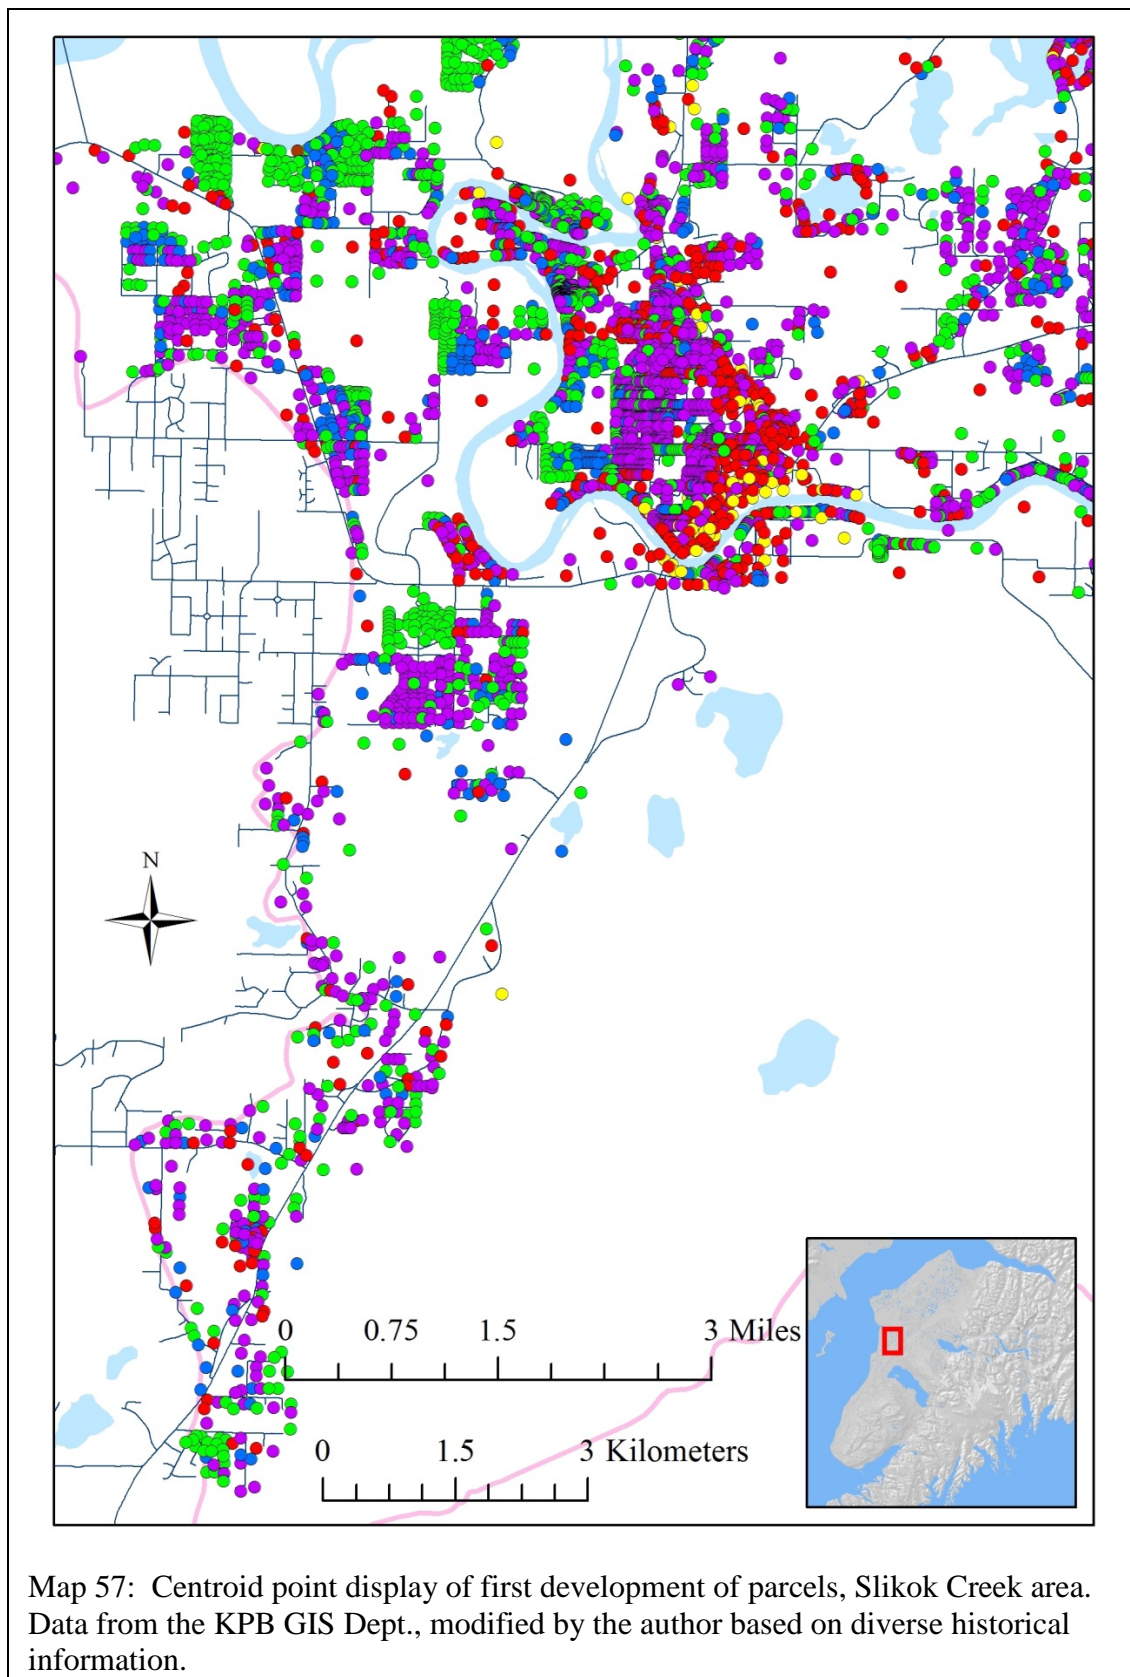 N
0 0.75 1.5 3 Miles
0 1.5 3 Kilometers
Map 57: Centroid point display of first development of parcels, Slikok Creek area.
Data from the KPB GIS Dept., modified by the author based on diverse historical
information.